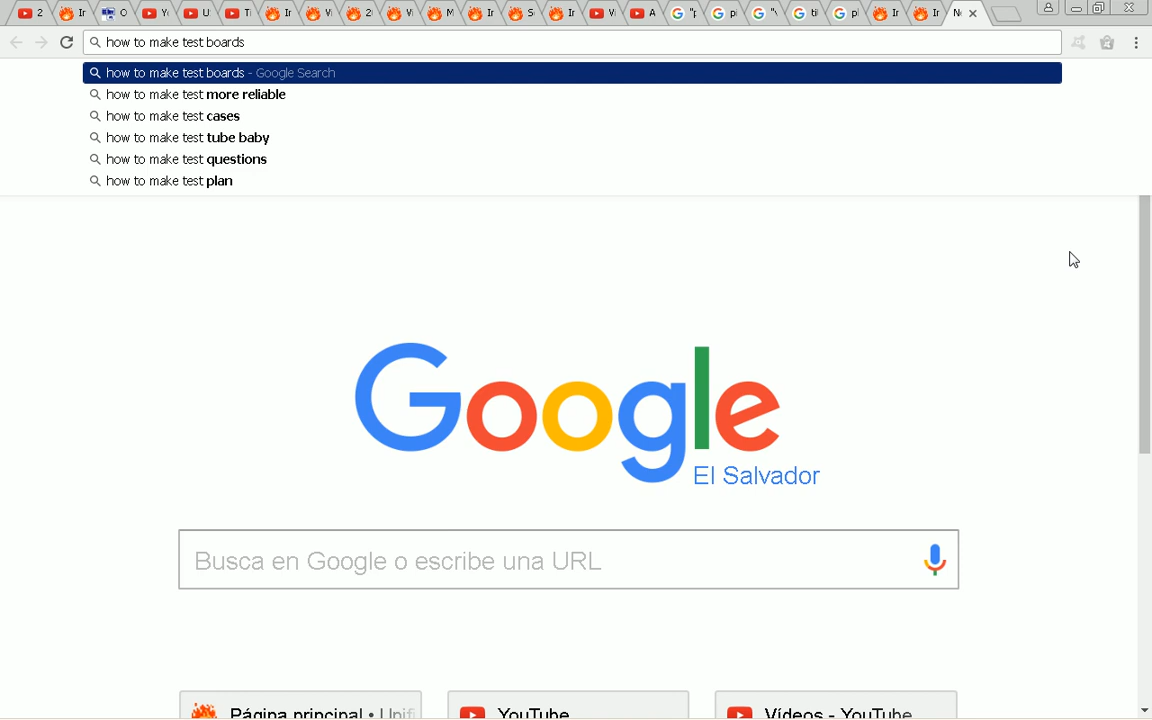 how to make test boards
how to make test boards - Google Search
how to make test more reliable
how to make test cases
how to make test tube baby
how to make test questions
how to make test plan
Google
El Salvador
Busca en Google o escribe una URL
Página principal • Unifi
YouTube
Vídeos - YouTube